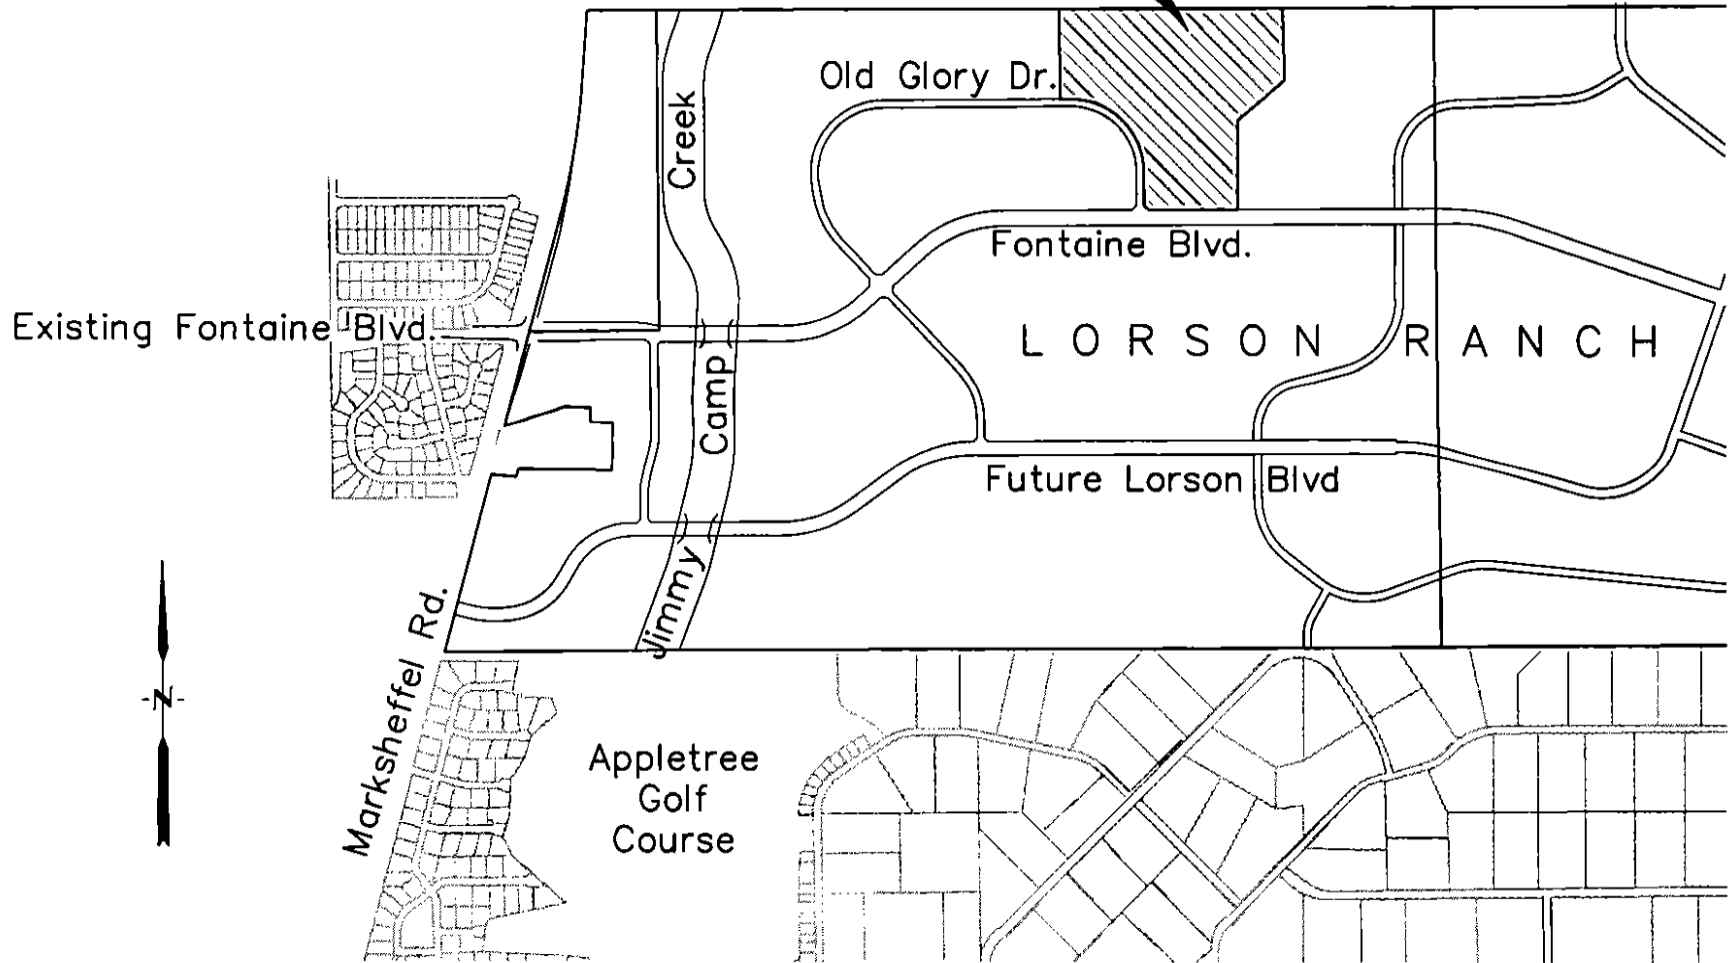 Old Glory Dr.
Creek
Fontaine Blvd.
Existing Fontaine Blvd.
LORSON RANCH
Camp
Future Lorson Blvd
Jimmy
Marksheffel Rd.
N
Appletree
Golf
Course